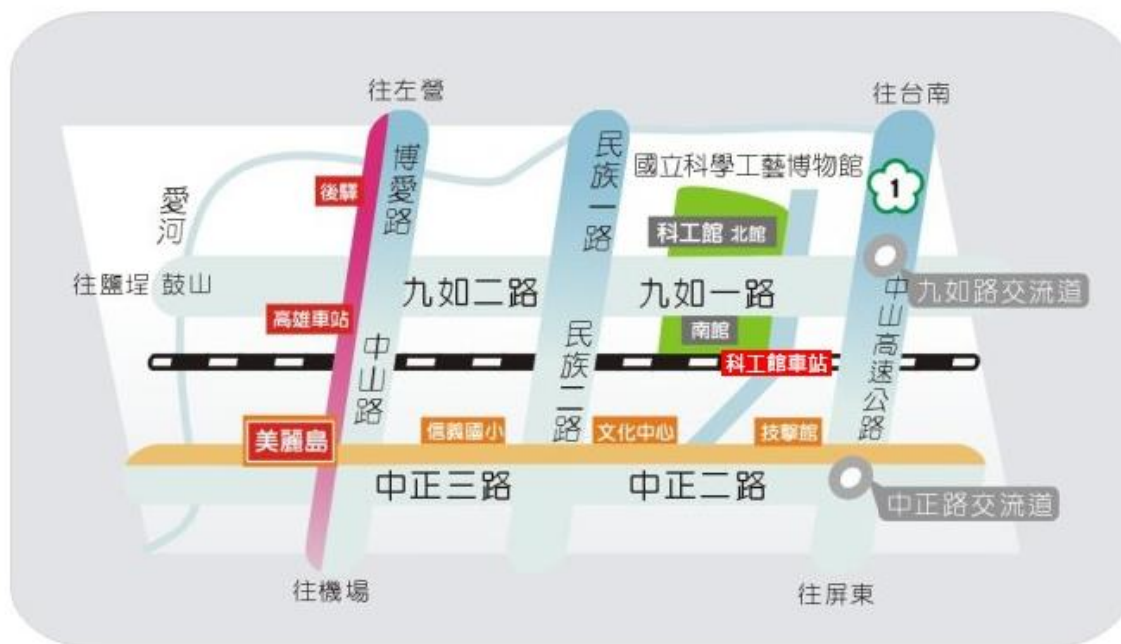 往左營
往台南
國立科學工藝博物館
1
愛河
後驛
博愛路
民族一路
科工館 北館
往鹽埕 鼓山
九如二路
九如一路
九如路交流道
高雄車站
南館
中山路
民族二路
科工館車站
中山高速公路
美麗島
信義國小
文化中心
技擊館
中正三路
中正二路
中正路交流道
往機場
往屏東